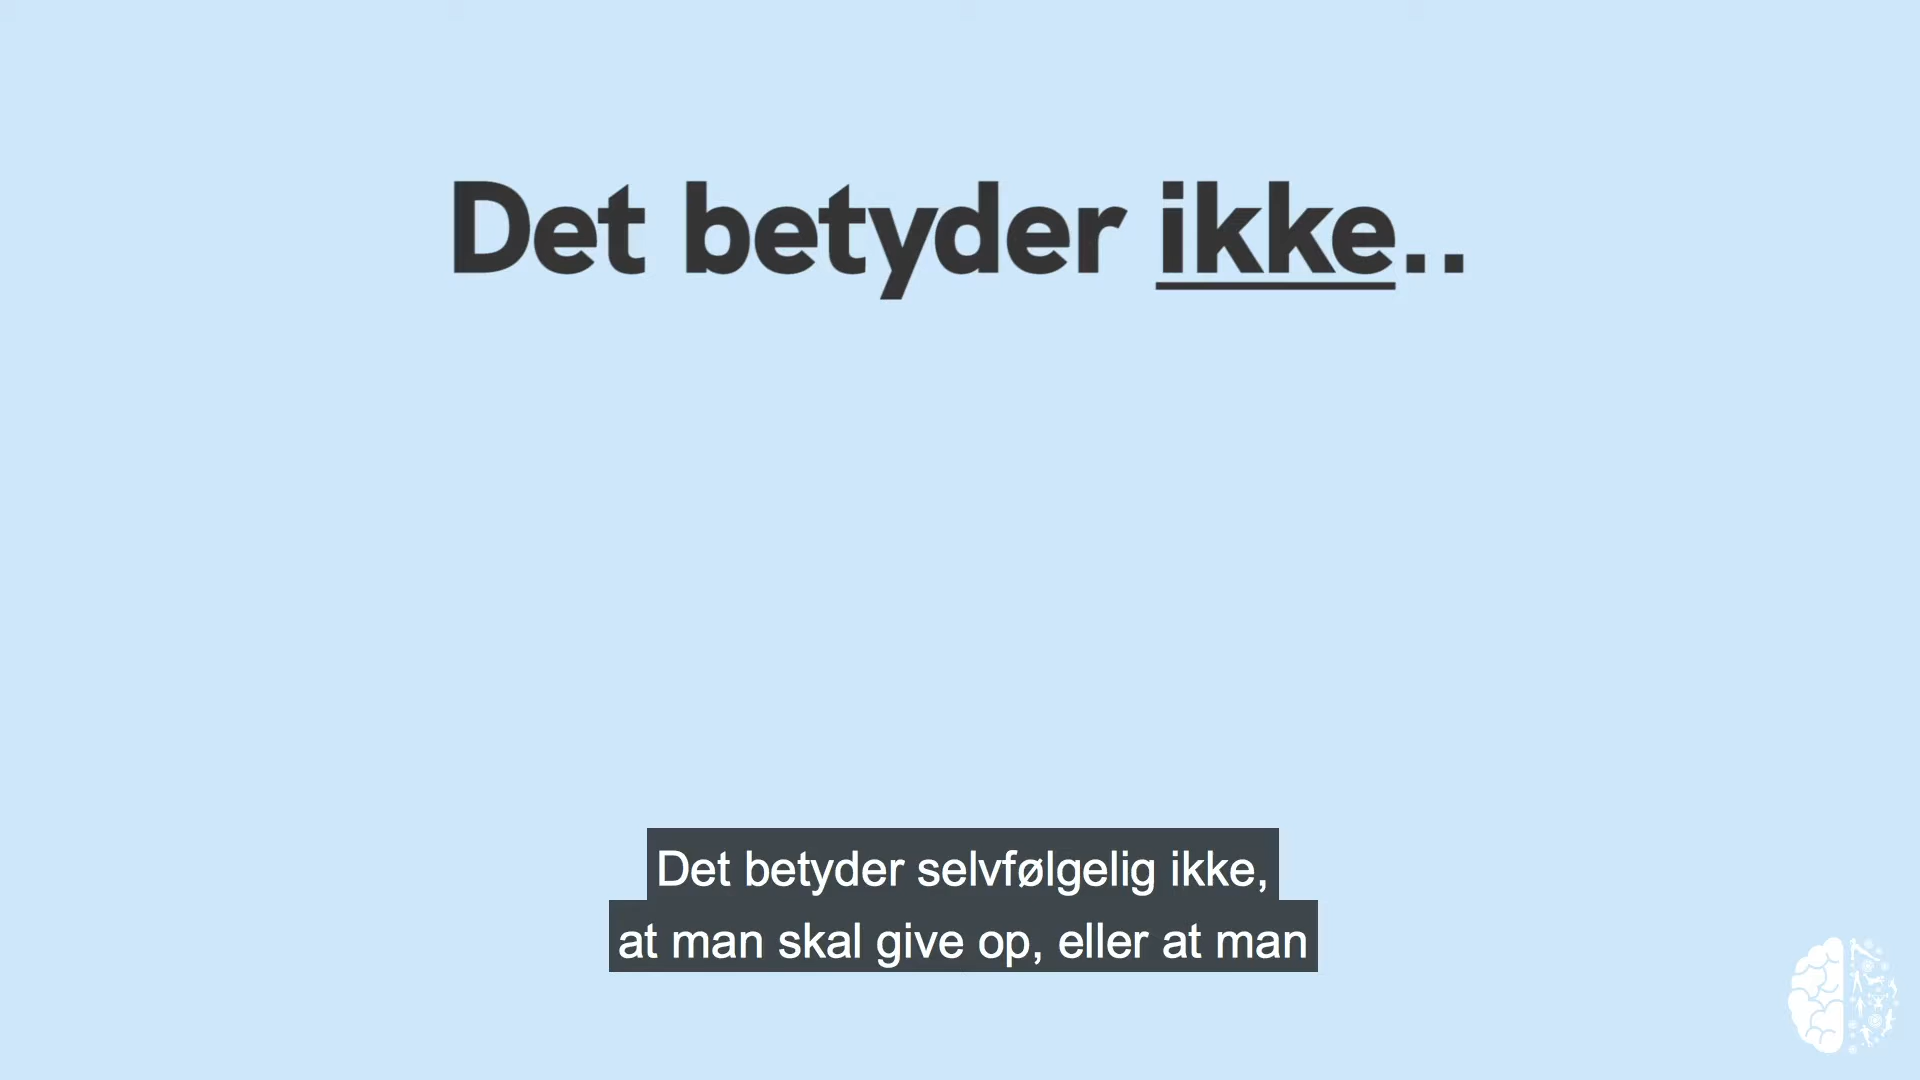 Det betyder ikke..
Det betyder selvfølgelig ikke,
at man skal give op, eller at man